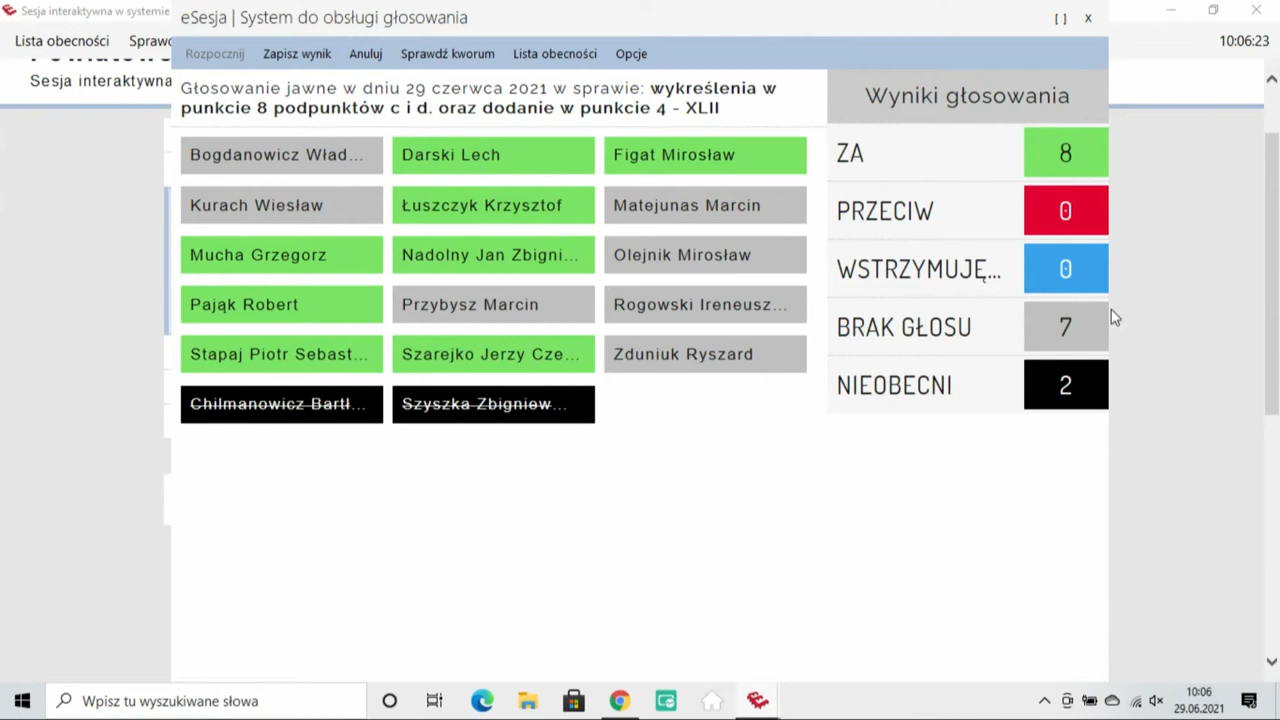 Sesja interaktywna w systemie
eSesja | System do obsługi głosowania
[ ] x
Lista obecności
Rozpocznij Zapisz wynik Anuluj Sprawdź kworum Lista obecności Opcje
10:06:23
Sesja interaktywna
Głosowanie jawne w dniu 29 czerwca 2021 w sprawie: wykreślenia w
punkcie 8 podpunktów c i d. oraz dodanie w punkcie 4 - XLII
Wyniki głosowania
Bogdanowicz Wład... Darski Lech Figat Mirosław
Kurach Wiesław Łuszczyk Krzysztof Matejunas Marcin
Mucha Grzegorz Nadolny Jan Zbigni... Olejnik Mirosław
Pająk Robert Przybysz Marcin Rogowski Ireneusz...
Stapaj Piotr Sebast... Szarejko Jerzy Cze... Zduniuk Ryszard
Chilmanowicz Bartł... Szyszka Zbigniew...
ZA 8
PRZECIW 0
WSTRZYMUJĘ... 0
BRAK GŁOSU 7
NIEOBECNI 2
Wpisz tu wyszukiwane słowa
10:06
29.06.2021